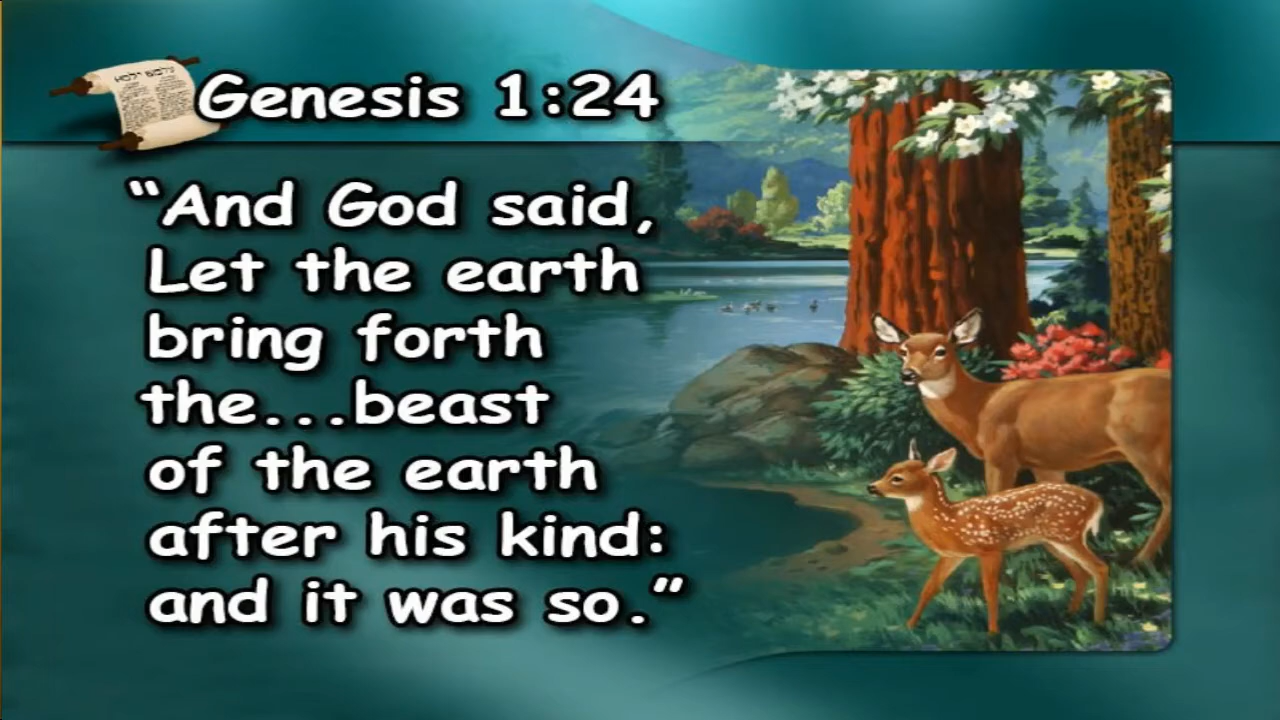 Genesis 1:24
“And God said,
Let the earth
bring forth
the...beast
of the earth
after his kind:
and it was so.”